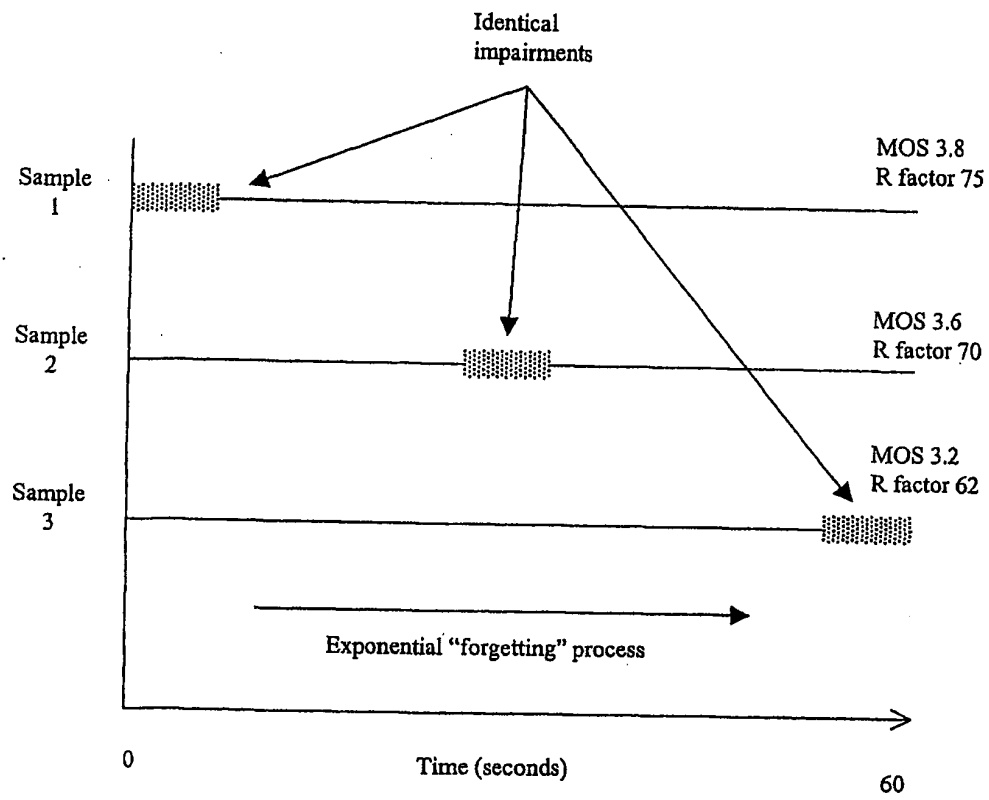 Identical
impairments
MOS 3.8
R factor 75
Sample
1
MOS 3.6
R factor 70
Sample
2
MOS 3.2
R factor 62
Sample
3
Exponential “forgetting” process
0
Time (seconds)
60